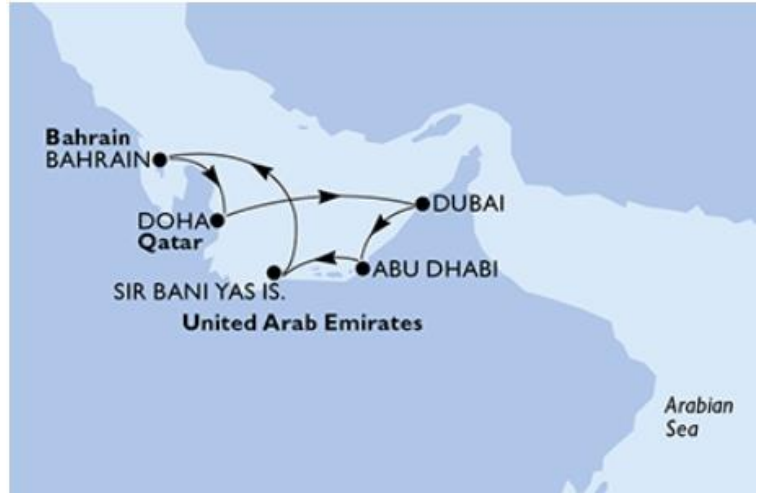 Bahrain
BAHRAIN
DOHA
Qatar
DUBAI
ABU DHABI
SIR BANI YAS IS.
United Arab Emirates
Arabian
Sea